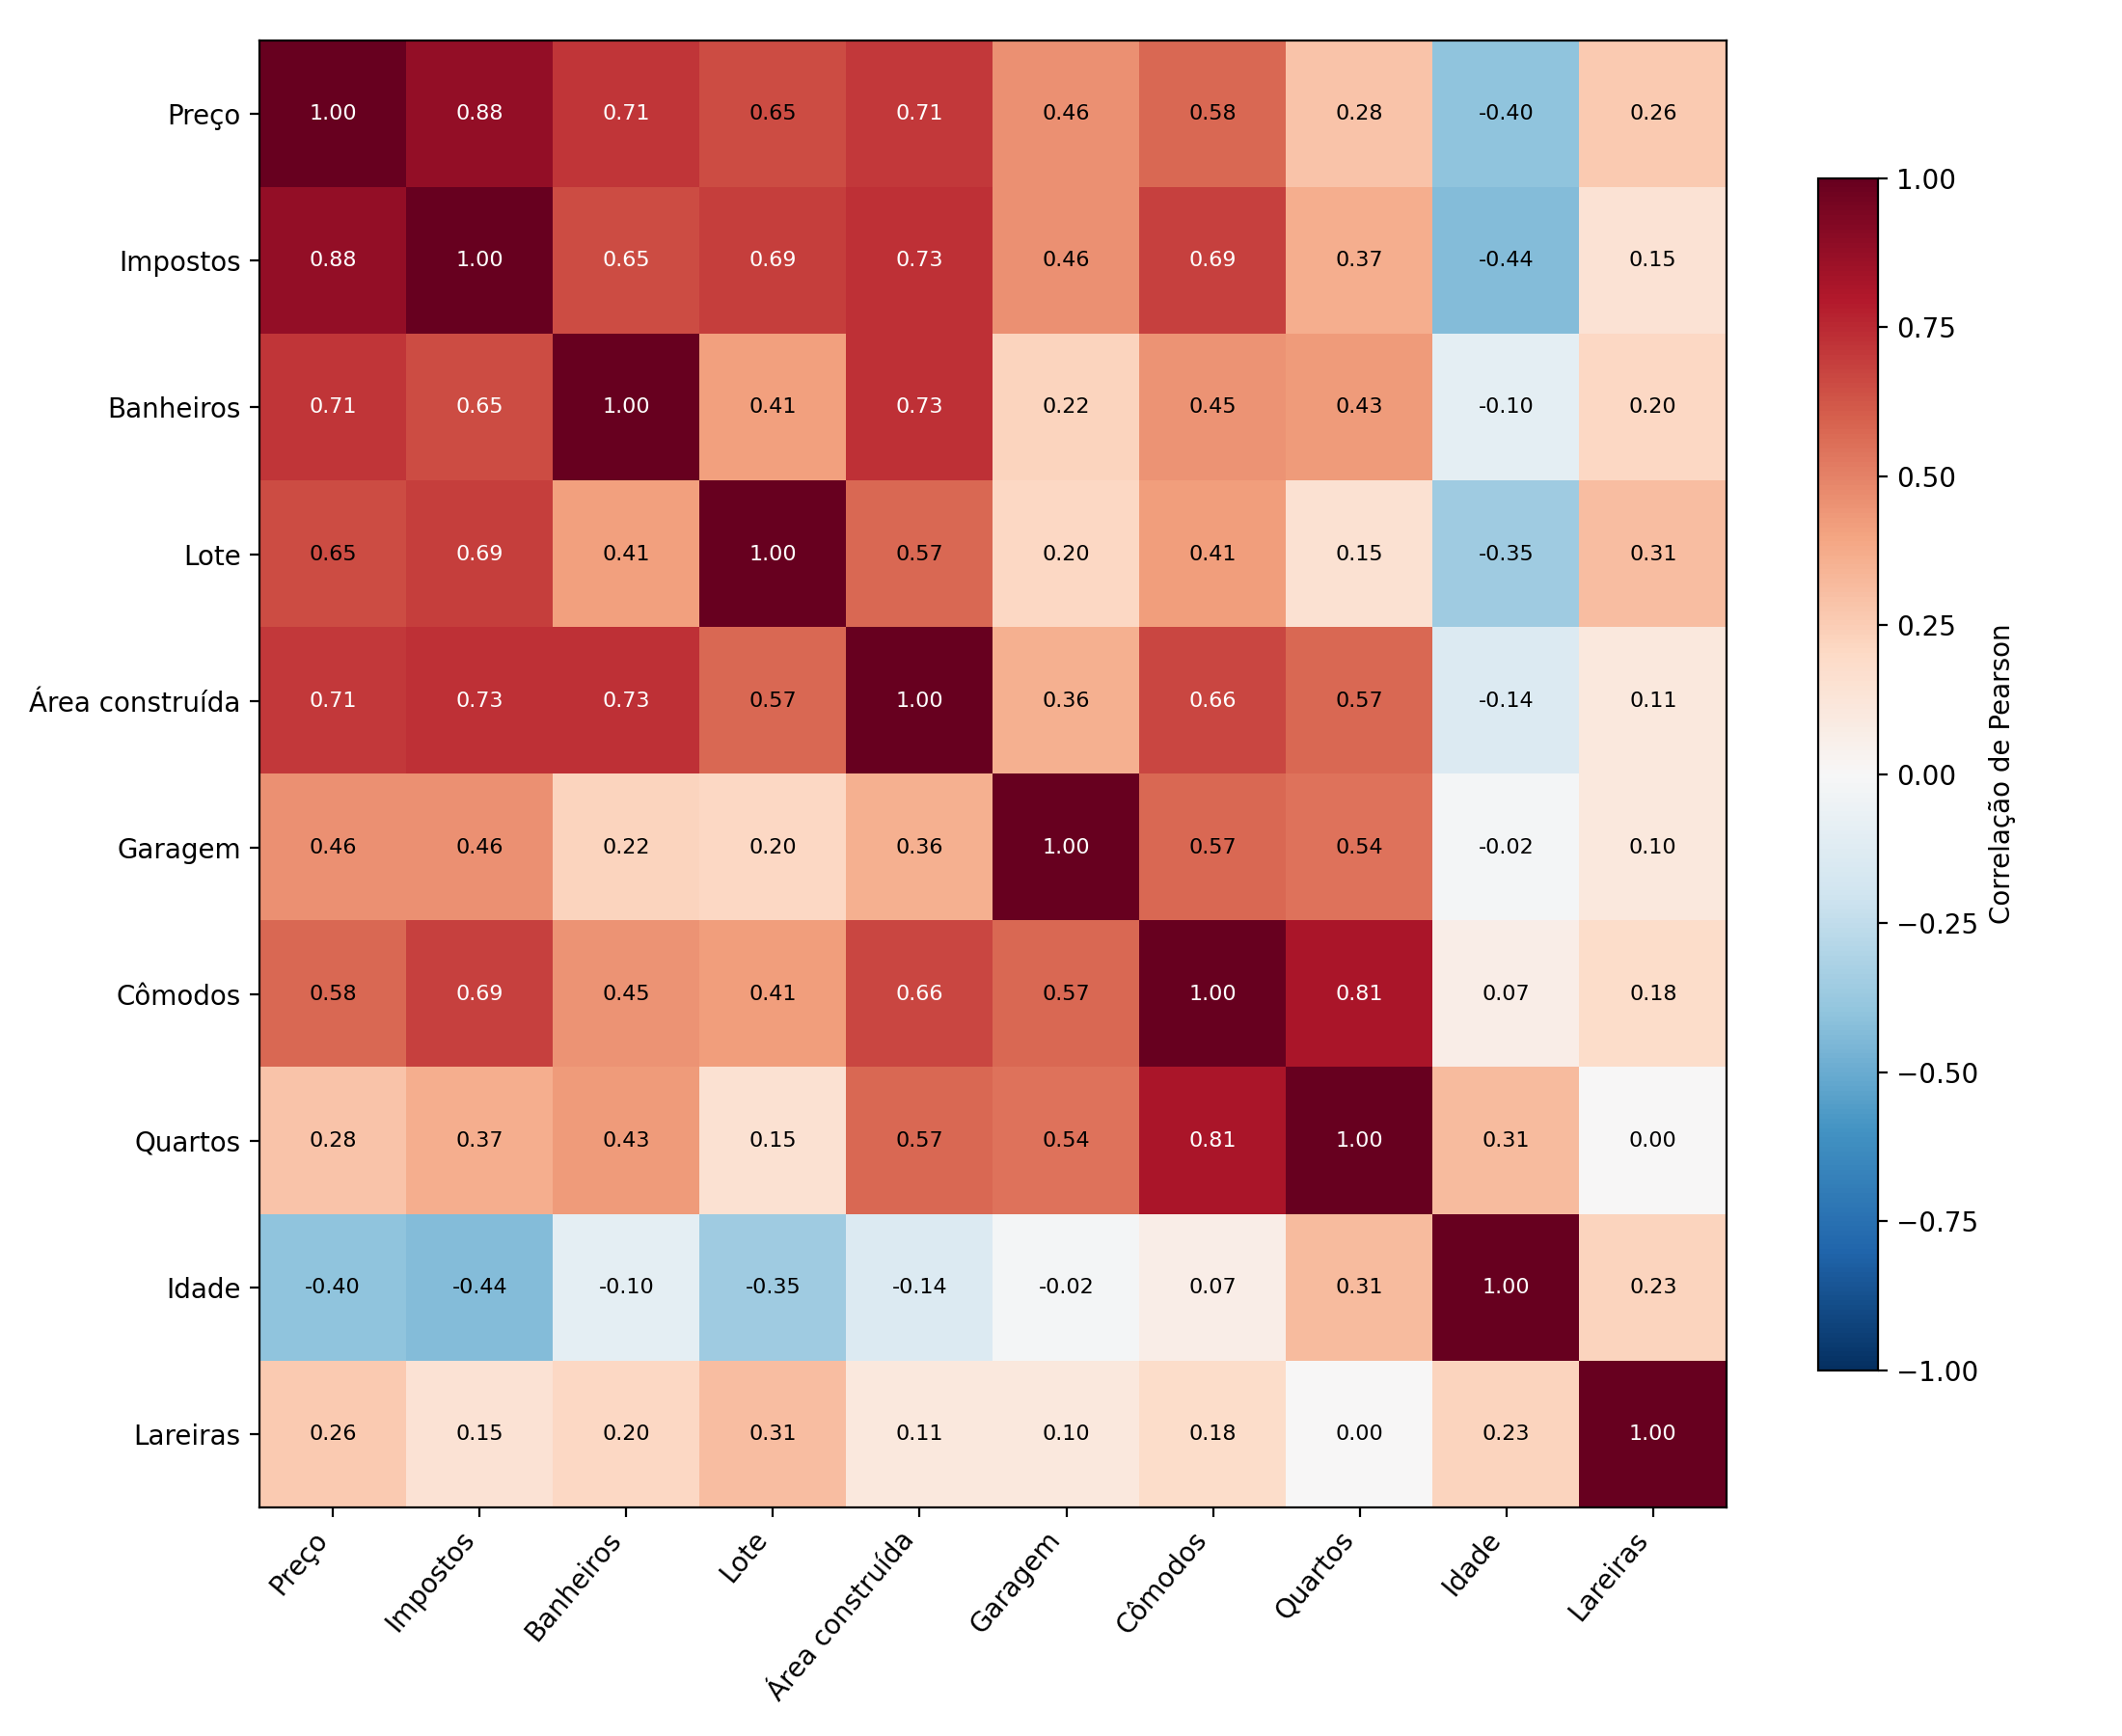 Preço 1.00 0.88 0.71 0.65 0.71 0.46 0.58 0.28 -0.40 0.26
Impostos 0.88 1.00 0.65 0.69 0.73 0.46 0.69 0.37 -0.44 0.15
Banheiros 0.71 0.65 1.00 0.41 0.73 0.22 0.45 0.43 -0.10 0.20
Lote 0.65 0.69 0.41 1.00 0.57 0.20 0.41 0.15 -0.35 0.31
Área construída 0.71 0.73 0.73 0.57 1.00 0.36 0.66 0.57 -0.14 0.11
Garagem 0.46 0.46 0.22 0.20 0.36 1.00 0.57 0.54 -0.02 0.10
Cômodos 0.58 0.69 0.45 0.41 0.66 0.57 1.00 0.81 0.07 0.18
Quartos 0.28 0.37 0.43 0.15 0.57 0.54 0.81 1.00 0.31 0.00
Idade -0.40 -0.44 -0.10 -0.35 -0.14 -0.02 0.07 0.31 1.00 0.23
Lareiras 0.26 0.15 0.20 0.31 0.11 0.10 0.18 0.00 0.23 1.00
Preço
Impostos
Banheiros
Lote
Área construída
Garagem
Cômodos
Quartos
Idade
Lareiras
1.00
0.75
0.50
0.25
0.00
−0.25
−0.50
−0.75
−1.00
Correlação de Pearson